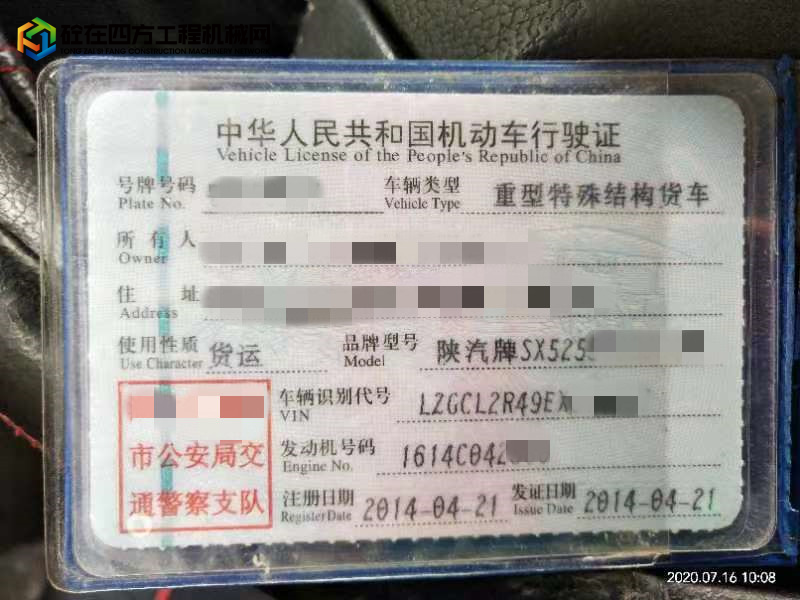 砼在四方工程机械网
中华人民共和国机动车行驶证
Vehicle License of the People's Republic of China
号牌号码 车辆类型 重型特殊结构货车
Plate No. Vehicle Type
所有人
Owner
住址
Address
使用性质 货运 品牌型号 陕汽牌SX525
Use Character Model
车辆识别代号 LZGCL2R49EX
VIN
市公安局交
通警察支队
发动机号码 1614C042
Engine No.
注册日期 2014-04-21 发证日期 2014-04-21
Register Date Issue Date
2020.07.16 10:08